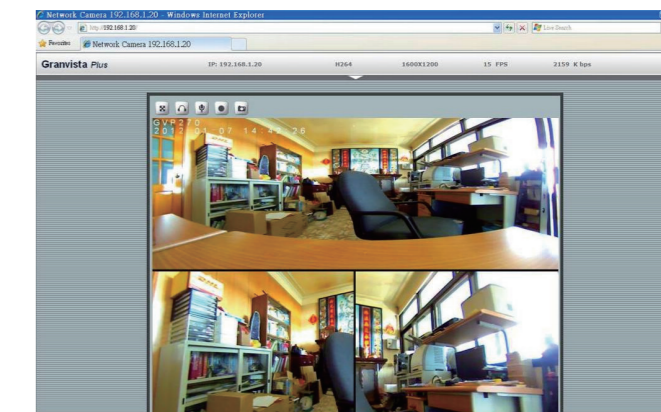 Network Camera 192.168.1.20 - Windows Internet Explorer
http://192.168.1.20/
Live Search
Favorites Network Camera 192.168.1.20
Granvista Plus IP: 192.168.1.20 H264 1600X1200 15 FPS 2159 Kbps
GVP270
2012 01 07 14:42:26